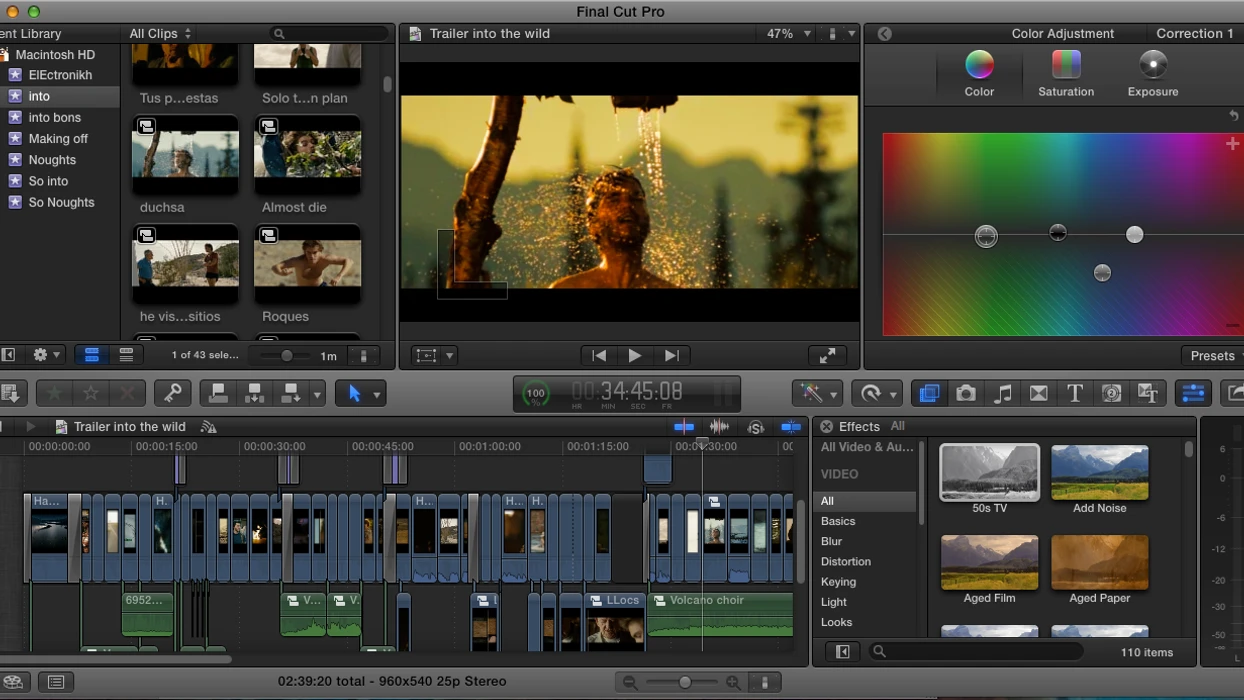 Final Cut Pro
ent Library
All Clips
Trailer into the wild
47%
Color Adjustment
Correction 1
Macintosh HD
ElEctronikh
into
into bons
Making off
Noughts
So into
So Noughts
Tus p...estas
Solo t...n plan
duchsa
Almost die
he vis...sitios
Roques
Color
Saturation
Exposure
1 of 43 sele...
1m
Presets
100
%
00:34:45:08
HR MIN SEC FR
Trailer into the wild
00:00:00:00
00:00:15:00
00:00:30:00
00:00:45:00
00:01:00:00
00:01:15:00
00:01:30:00
Ha...
H.
H...
H...
H.
6952...
V...
V.
LLocs
Volcano choir
Effects
All
All Video & Au...
VIDEO
All
Basics
Blur
Distortion
Keying
Light
Looks
50s TV
Add Noise
Aged Film
Aged Paper
110 items
6
0
-6
-12
-20
-30
-50
-∞
L
02:39:20 total - 960x540 25p Stereo